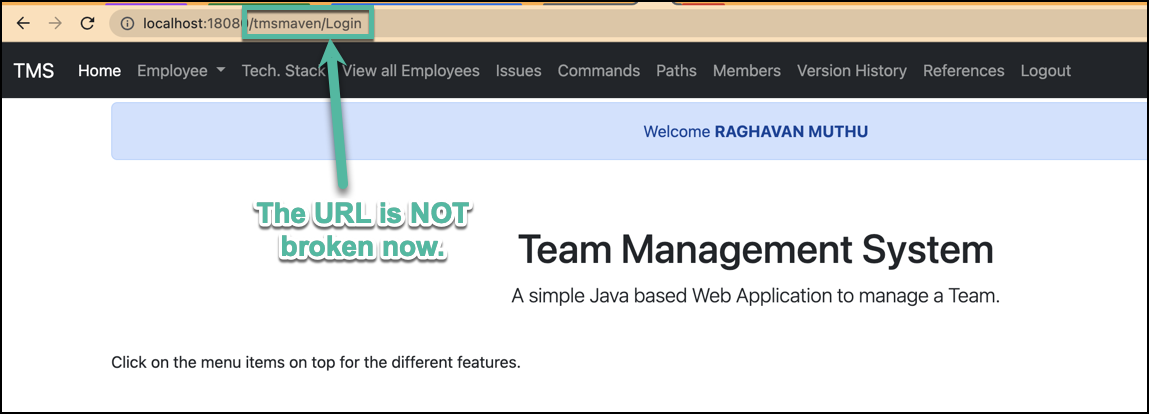 localhost:18080/tmsmaven/Login
TMS Home Employee Tech. Stack View all Employees Issues Commands Paths Members Version History References Logout
Welcome RAGHAVAN MUTHU
The URL is NOT
broken now.
Team Management System
A simple Java based Web Application to manage a Team.
Click on the menu items on top for the different features.